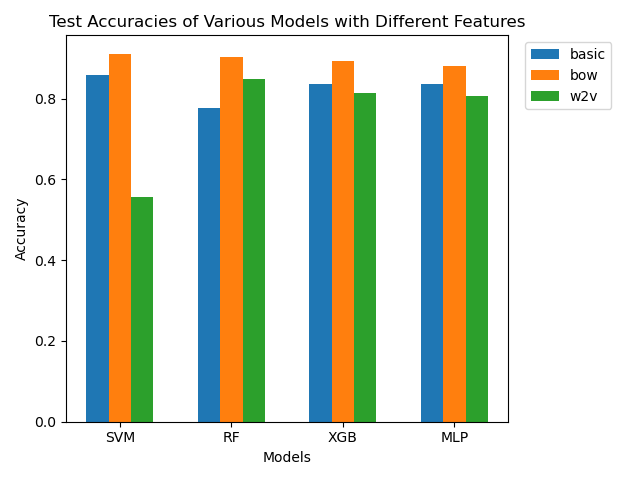 Test Accuracies of Various Models with Different Features
basic
bow
w2v
0.8
0.6
0.4
0.2
0.0
Accuracy
SVM RF XGB MLP
Models